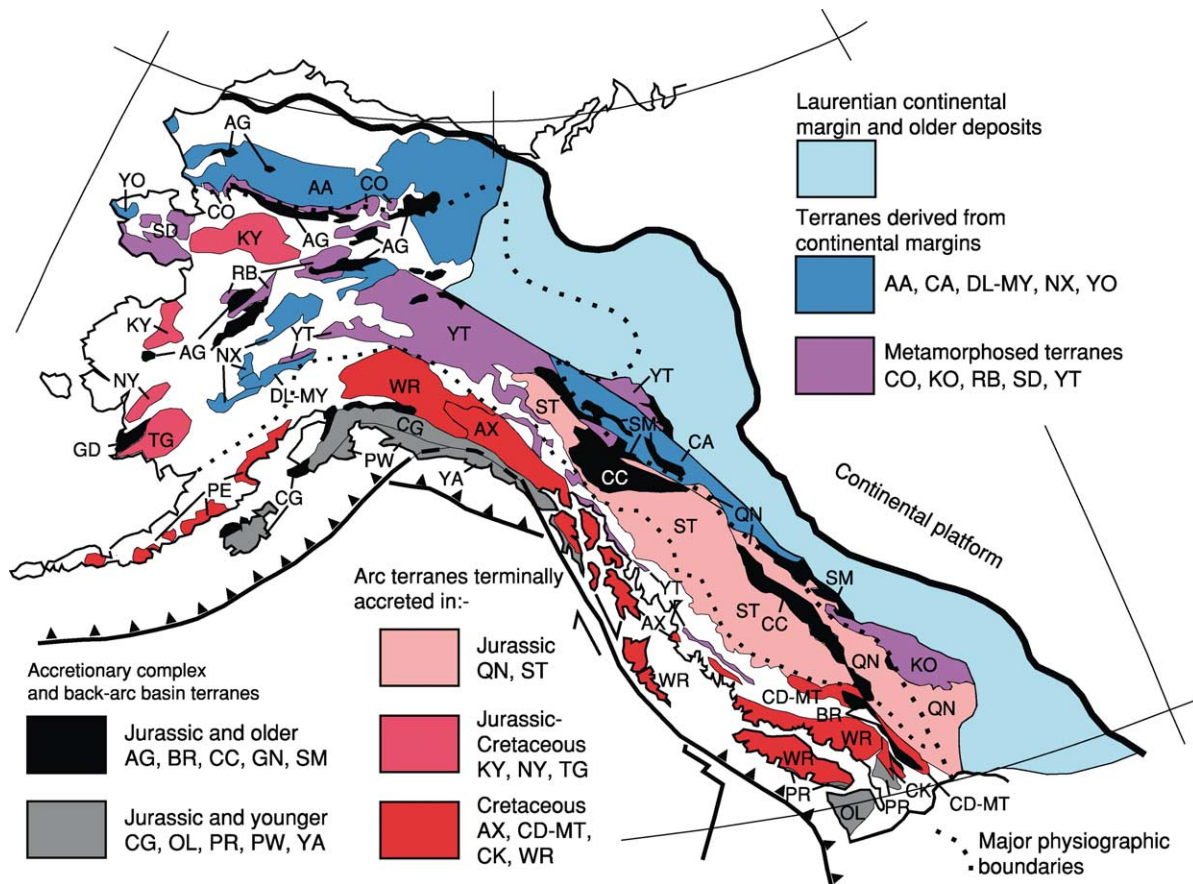 Laurentian continental
margin and older deposits
Terranes derived from
continental margins
AA, CA, DL-MY, NX, YO
Metamorphosed terranes
CO, KO, RB, SD, YT
AG
YO
CO
AA
CO
SD
KY
AG
AG
RB
KY
AG
NX
YT
YT
YT
NY
DL-MY
WR
ST
SM
CA
GD
TG
CG
AX
CC
PW
YA
QN
PE
CG
ST
Continental platform
SM
YT
ST
CC
AX
QN
KO
WR
CD-MT
BR
QN
WR
WR
PR
OL
PR
CK
CD-MT
Major physiographic
boundaries
Accretionary complex
and back-arc basin terranes
Jurassic and older
AG, BR, CC, GN, SM
Jurassic and younger
CG, OL, PR, PW, YA
Arc terranes terminally
accreted in:-
Jurassic
QN, ST
Jurassic-
Cretaceous
KY, NY, TG
Cretaceous
AX, CD-MT,
CK, WR